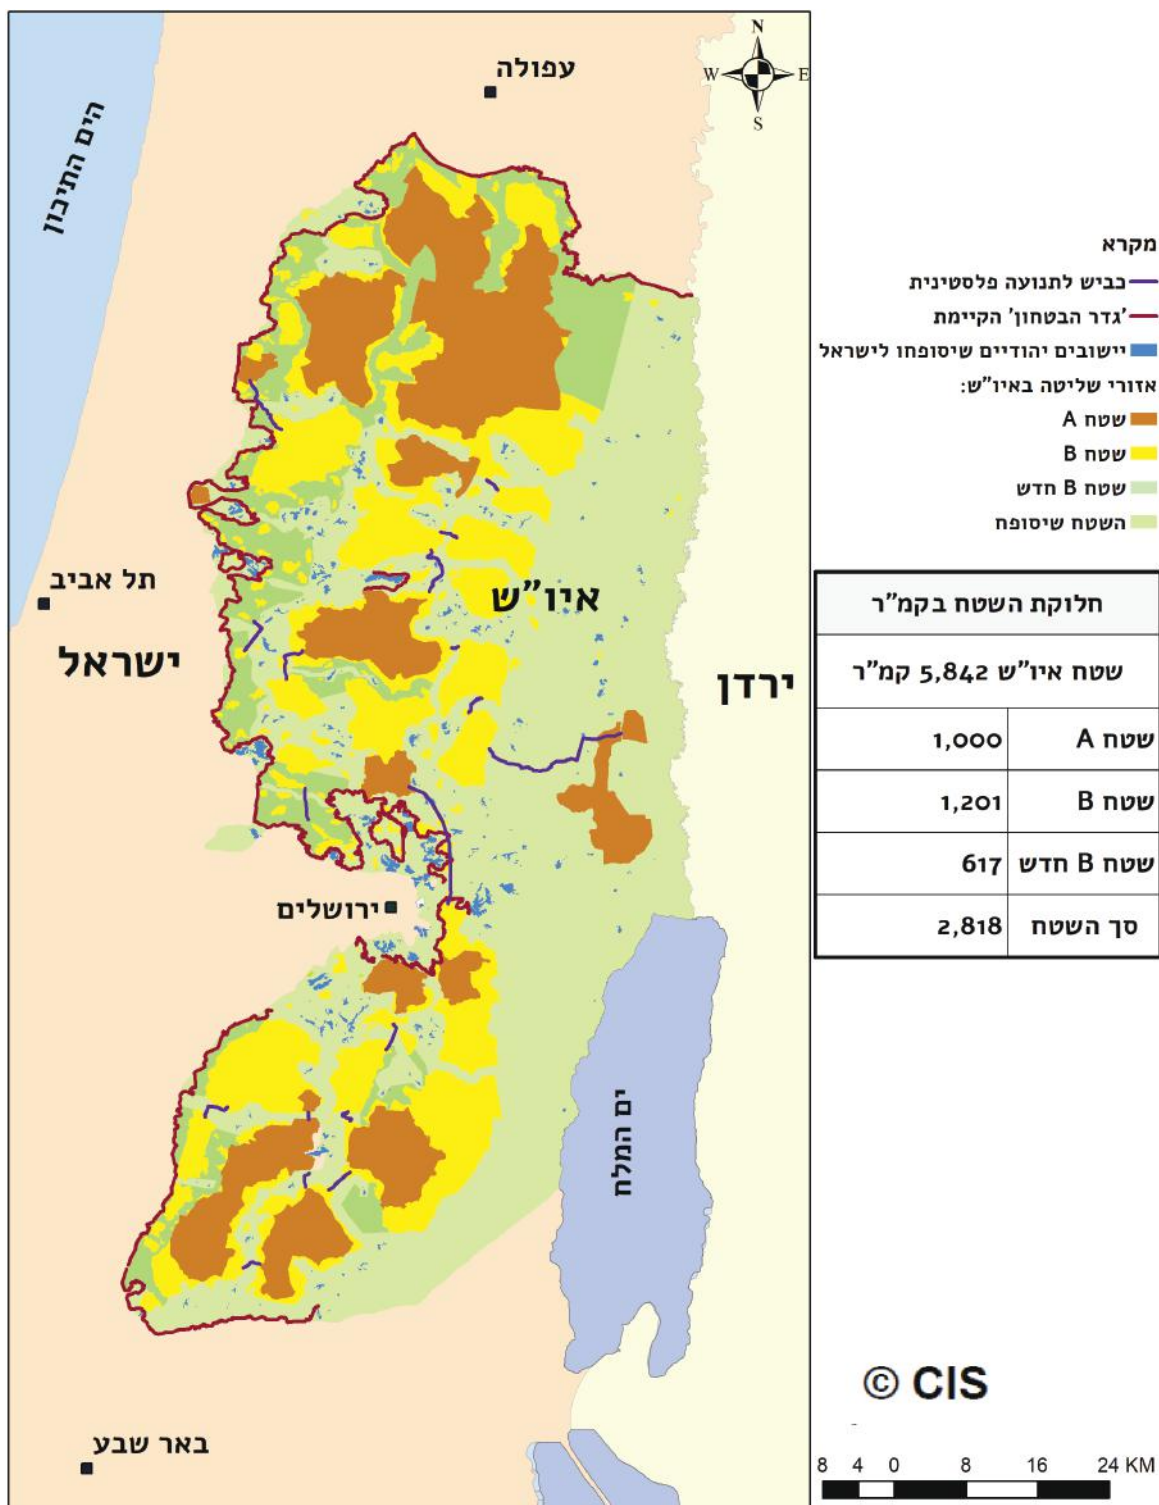 N
W
E
S
עפולה
הים התיכון
תל אביב
ישראל
איו"ש
ירדן
ירושלים
ים המלח
באר שבע
מקרא
כביש לתנועה פלסטינית
'גדר הבטחון' הקיימת
יישובים יהודיים שיסופחו לישראל
אזורי שליטה באיו"ש:
שטח A
שטח B
שטח B חדש
השטח שיסופח
חלוקת השטח בקמ"ר
שטח איו"ש 5,842 קמ"ר
שטח A 1,000
שטח B 1,201
שטח B חדש 617
סך השטח 2,818
© CIS
8 4 0 8 16 24 KM